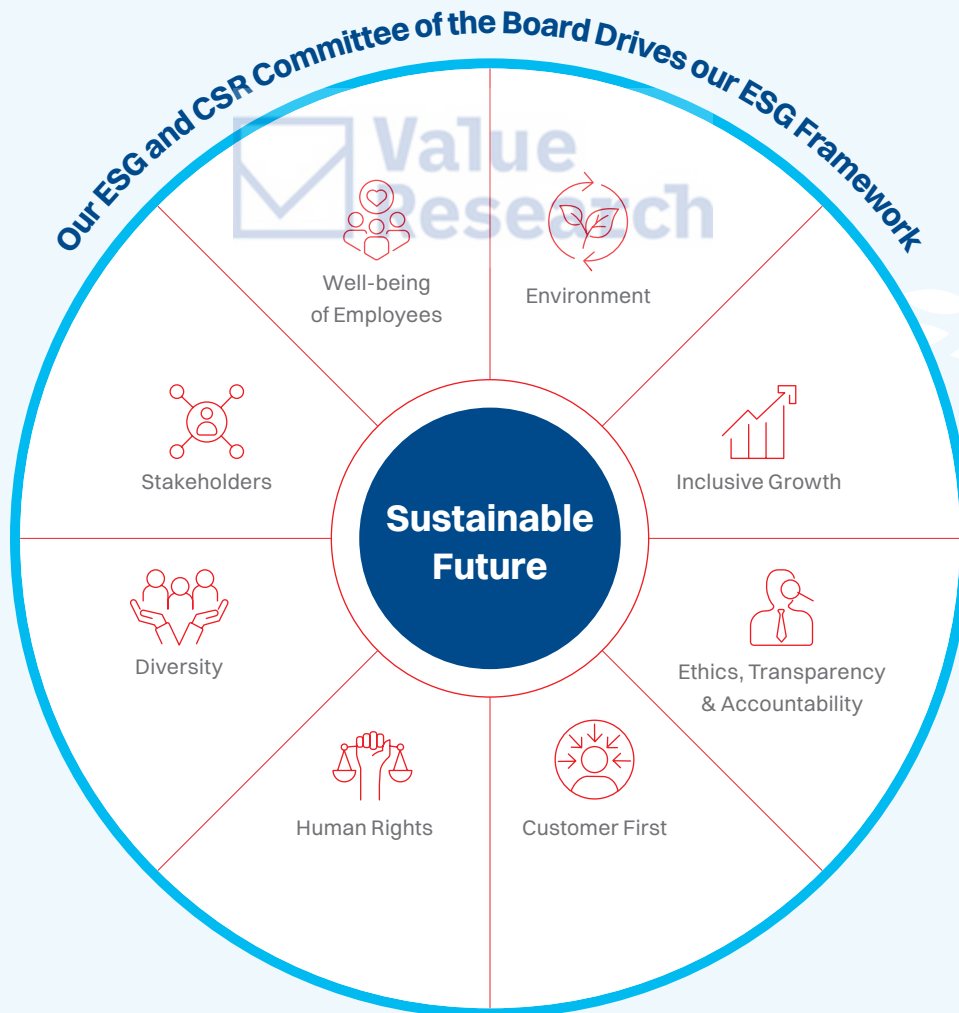 Our ESG and CSR Committee of the Board Drives our ESG Framework
Value
Research
Well-being
of Employees
Environment
Stakeholders
Inclusive Growth
Sustainable
Future
Diversity
Ethics, Transparency
& Accountability
Human Rights
Customer First